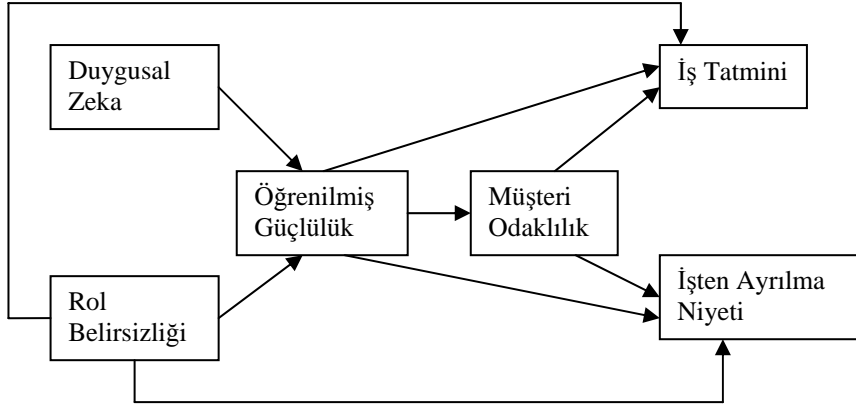 Duygusal
Zeka
İş Tatmini
Öğrenilmiş
Güçlülük
Müşteri
Odaklılık
Rol
Belirsizliği
İşten Ayrılma
Niyeti